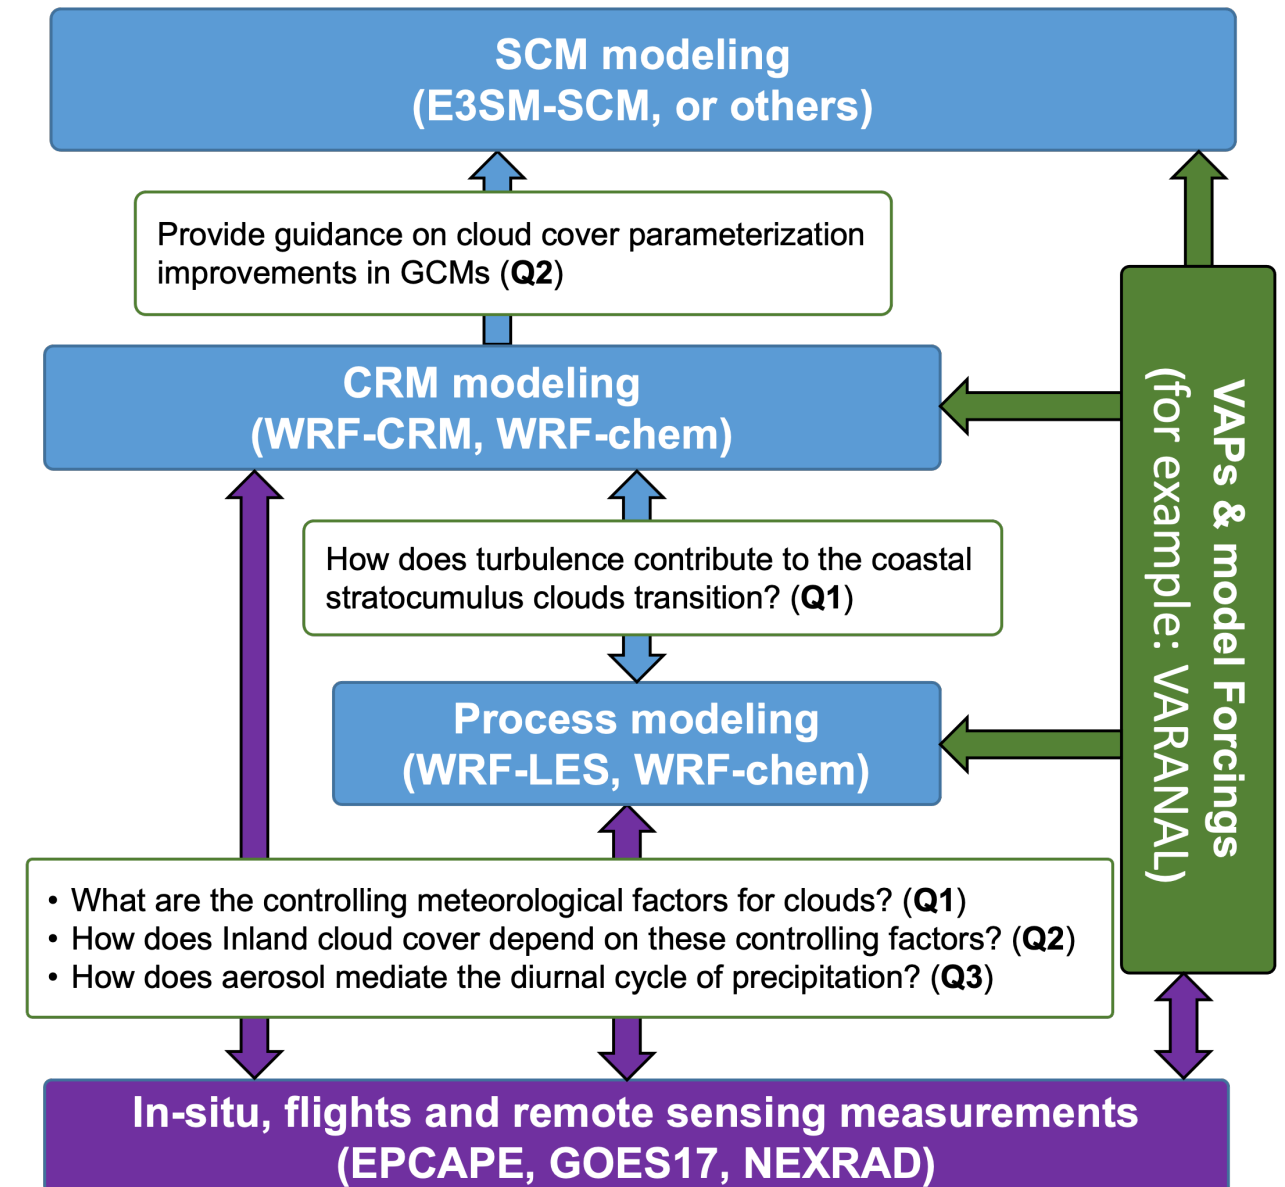 SCM modeling
(E3SM-SCM, or others)
Provide guidance on cloud cover parameterization
improvements in GCMs (Q2)
CRM modeling
(WRF-CRM, WRF-chem)
How does turbulence contribute to the coastal
stratocumulus clouds transition? (Q1)
Process modeling
(WRF-LES, WRF-chem)
VAPs & model Forcings
(for example: VARANAL)
• What are the controlling meteorological factors for clouds? (Q1)
• How does Inland cloud cover depend on these controlling factors? (Q2)
• How does aerosol mediate the diurnal cycle of precipitation? (Q3)
In-situ, flights and remote sensing measurements
(EPCAPE, GOES17, NEXRAD)